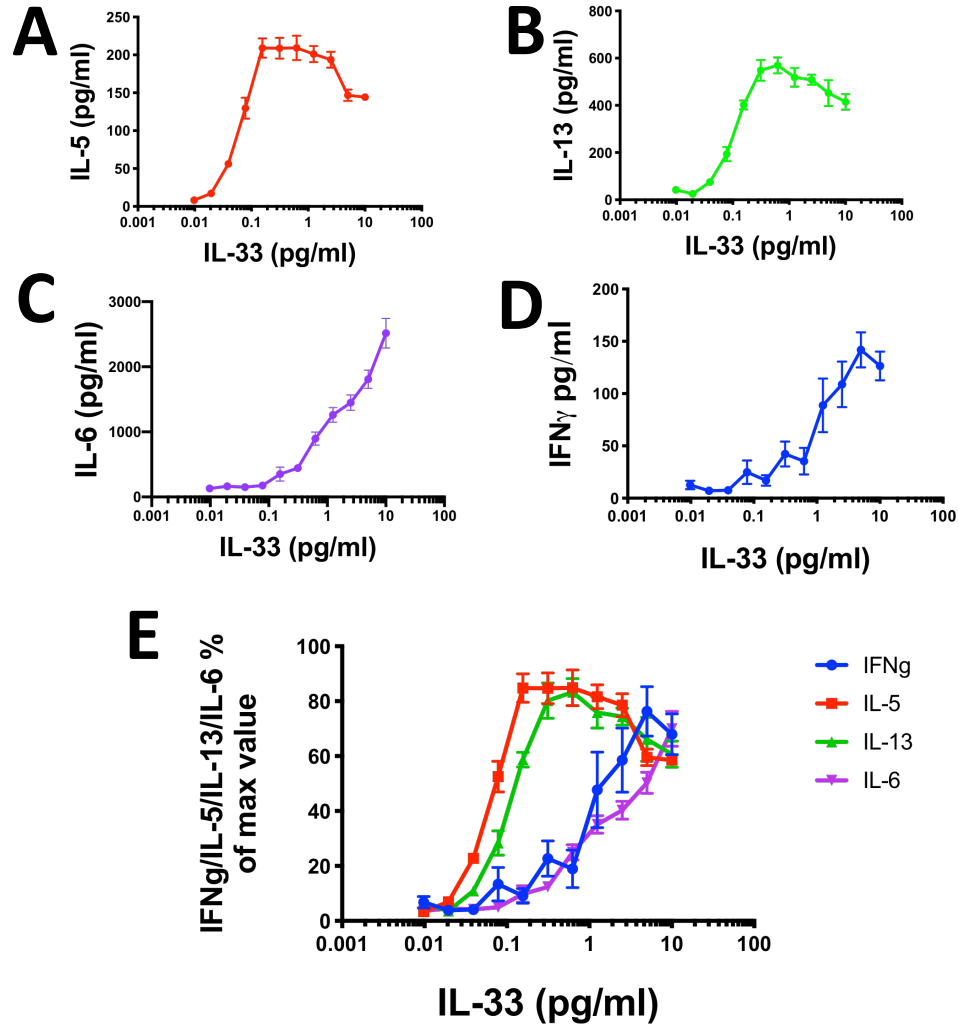 A
IL-5 (pg/ml)
250
200
150
100
50
0
0.001 0.01 0.1 1 10 100
IL-33 (pg/ml)
B
IL-13 (pg/ml)
800
600
400
200
0
0.001 0.01 0.1 1 10 100
IL-33 (pg/ml)
C
IL-6 (pg/ml)
3000
2000
1000
0
0.001 0.01 0.1 1 10 100
IL-33 (pg/ml)
D
IFNγ pg/ml
200
150
100
50
0
0.001 0.01 0.1 1 10 100
IL-33 (pg/ml)
E
IFNg/IL-5/IL-13/IL-6 %
of max value
100
80
60
40
20
0
0.001 0.01 0.1 1 10 100
IL-33 (pg/ml)
IFNg
IL-5
IL-13
IL-6